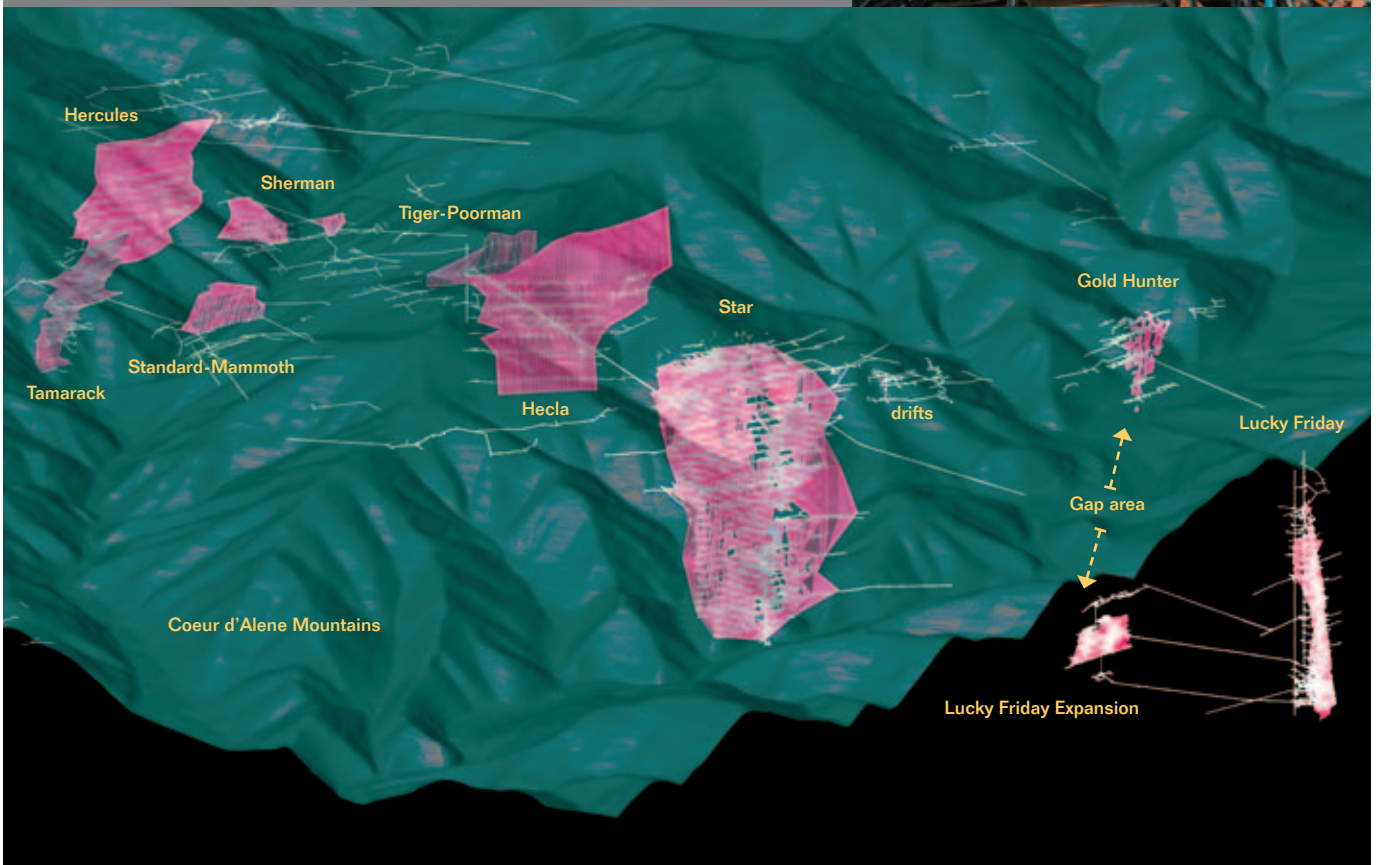 Hercules
Sherman
Tiger-Poorman
Gold Hunter
Star
Standard-Mammoth
Tamarack
Hecla
drifts
Lucky Friday
Gap area
Coeur d'Alene Mountains
Lucky Friday Expansion